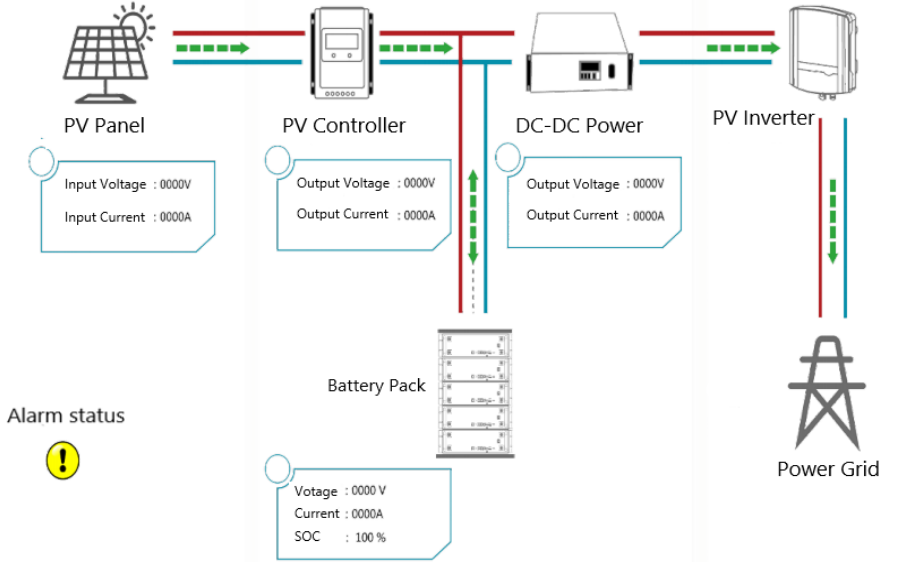 PV Panel
PV Controller
DC-DC Power
PV Inverter
Input Voltage : 0000V
Input Current : 0000A
Output Voltage : 0000V
Output Current : 0000A
Output Voltage : 0000V
Output Current : 0000A
Battery Pack
Alarm status
!
Power Grid
Votage : 0000 V
Current : 0000A
SOC : 100 %